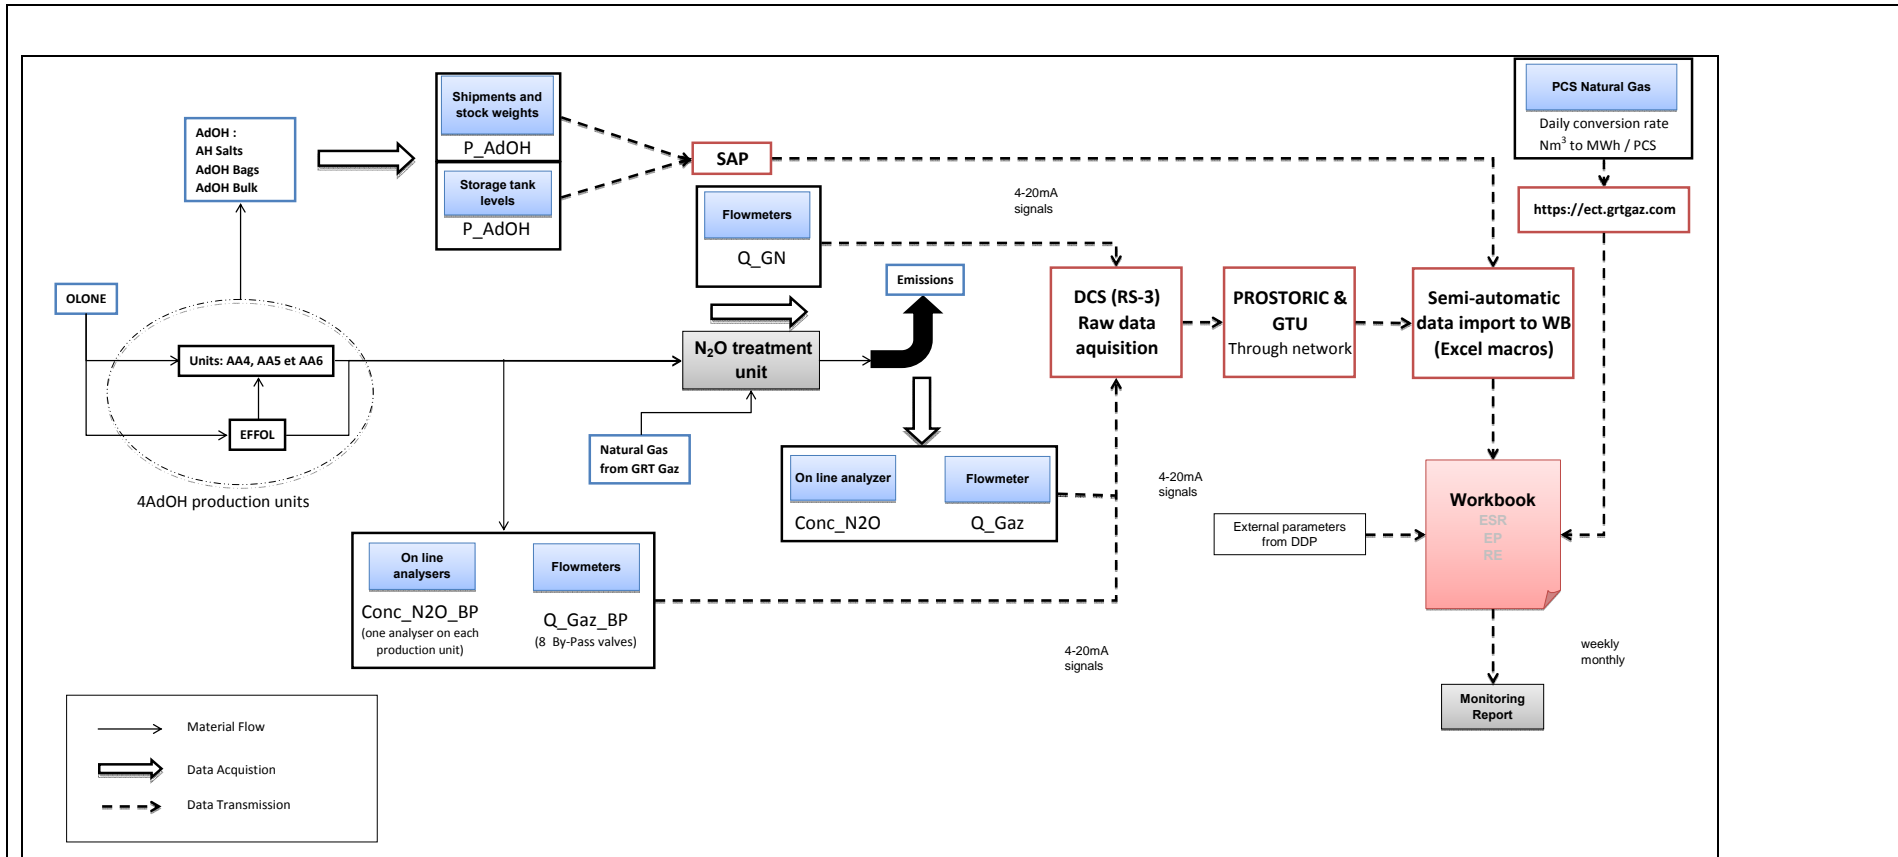 Shipments and
stock weights
P_AdOH
Storage tank
levels
P_AdOH
AdOH :
AH Salts
AdOH Bags
AdOH Bulk
SAP
PCS Natural Gas
Daily conversion rate
Nm³ to MWh / PCS
https://ect.grtgaz.com
4-20mA
signals
Flowmeters
Q_GN
Emissions
OLONE
Units: AA4, AA5 et AA6
EFFOL
4AdOH production units
N₂O treatment
unit
Natural Gas
from GRT Gaz
DCS (RS-3)
Raw data
aquisition
PROSTORIC &
GTU
Through network
Semi-automatic
data import to WB
(Excel macros)
On line analyzer
Conc_N2O
Flowmeter
Q_Gaz
4-20mA
signals
On line
analysers
Conc_N2O_BP
(one analyser on each
production unit)
Flowmeters
Q_Gaz_BP
(8 By-Pass valves)
4-20mA
signals
External parameters
from DDP
Workbook
ESR
EP
RE
weekly
monthly
Monitoring
Report
Material Flow
Data Acquistion
Data Transmission